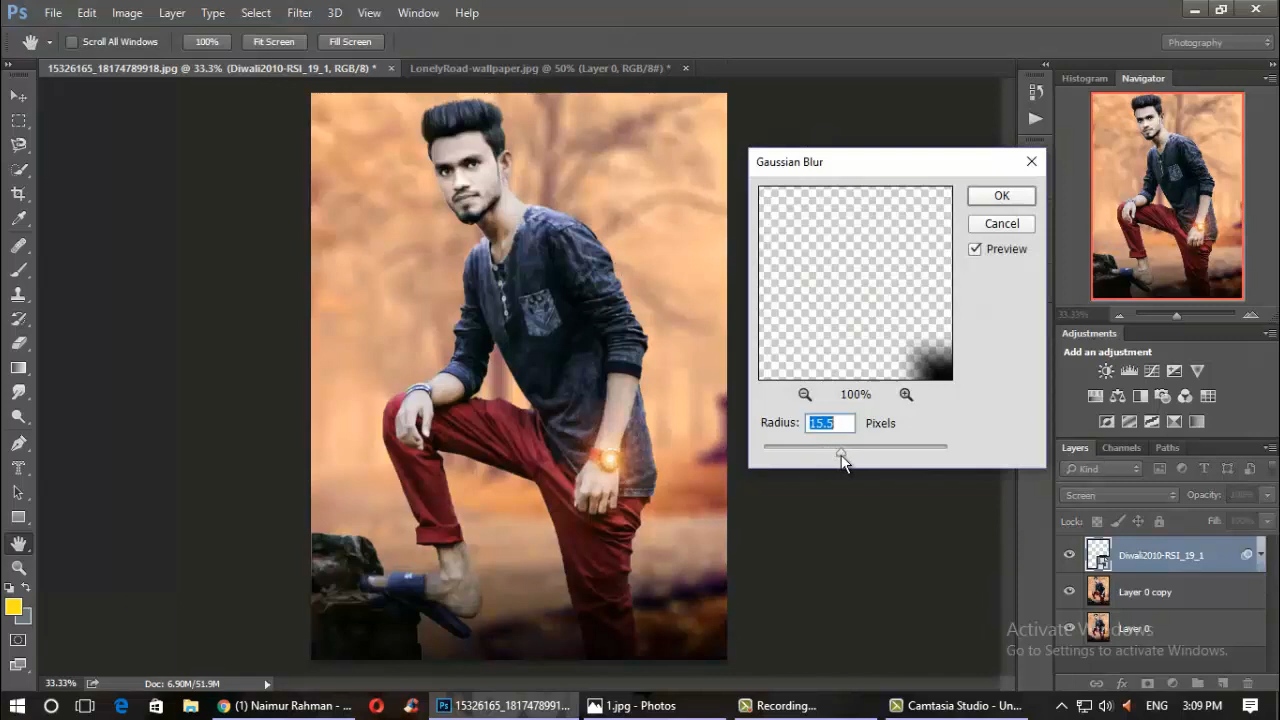 Ps File Edit Image Layer Type Select Filter 3D View Window Help
Scroll All Windows 100% Fit Screen Fill Screen Photography
15326165_18174789918.jpg @ 33.3% (Diwali2010-RSI_19_1, RGB/8) * × LonelyRoad-wallpaper.jpg @ 50% (Layer 0, RGB/8#) * ×
Histogram Navigator
Gaussian Blur
OK
Cancel
Preview
100%
Radius: 15.5 Pixels
33.33%
Adjustments
Add an adjustment
Layers Channels Paths
Kind
Screen Opacity: 100%
Lock: Fill: 100%
Diwali2010-RSI_19_1
Layer 0 copy
Layer 0
Activate Windows
Go to Settings to activate Windows.
33.33% Doc: 6.90M/51.9M
(1) Naimur Rahman - 15326165_1817478991... 1.jpg - Photos Recording... Camtasia Studio - Un... ENG 3:09 PM